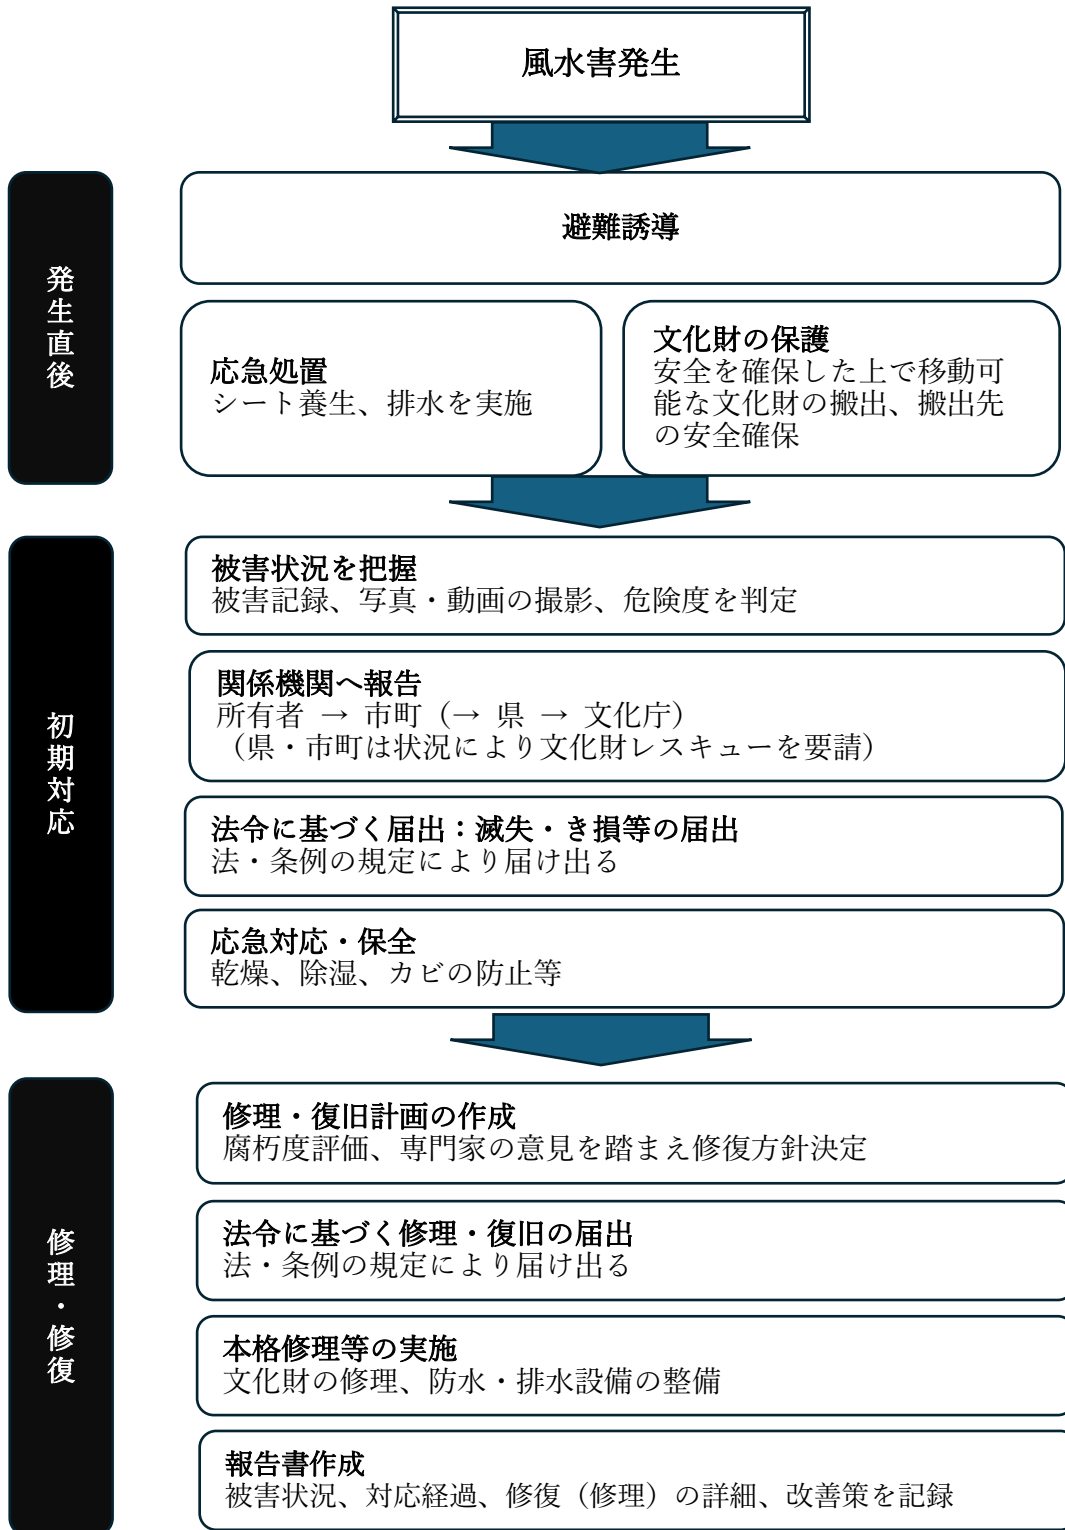 風水害発生
発生直後
避難誘導
応急処置
シート養生、排水を実施
文化財の保護
安全を確保した上で移動可
能な文化財の搬出、搬出先
の安全確保
初期対応
被害状況を把握
被害記録、写真・動画の撮影、危険度を判定
関係機関へ報告
所有者 → 市町（→ 県 → 文化庁）
（県・市町は状況により文化財レスキューを要請）
法令に基づく届出：滅失・き損等の届出
法・条例の規定により届け出る
応急対応・保全
乾燥、除湿、カビの防止等
修理・修復
修理・復旧計画の作成
腐朽度評価、専門家の意見を踏まえ修復方針決定
法令に基づく修理・復旧の届出
法・条例の規定により届け出る
本格修理等の実施
文化財の修理、防水・排水設備の整備
報告書作成
被害状況、対応経過、修復（修理）の詳細、改善策を記録